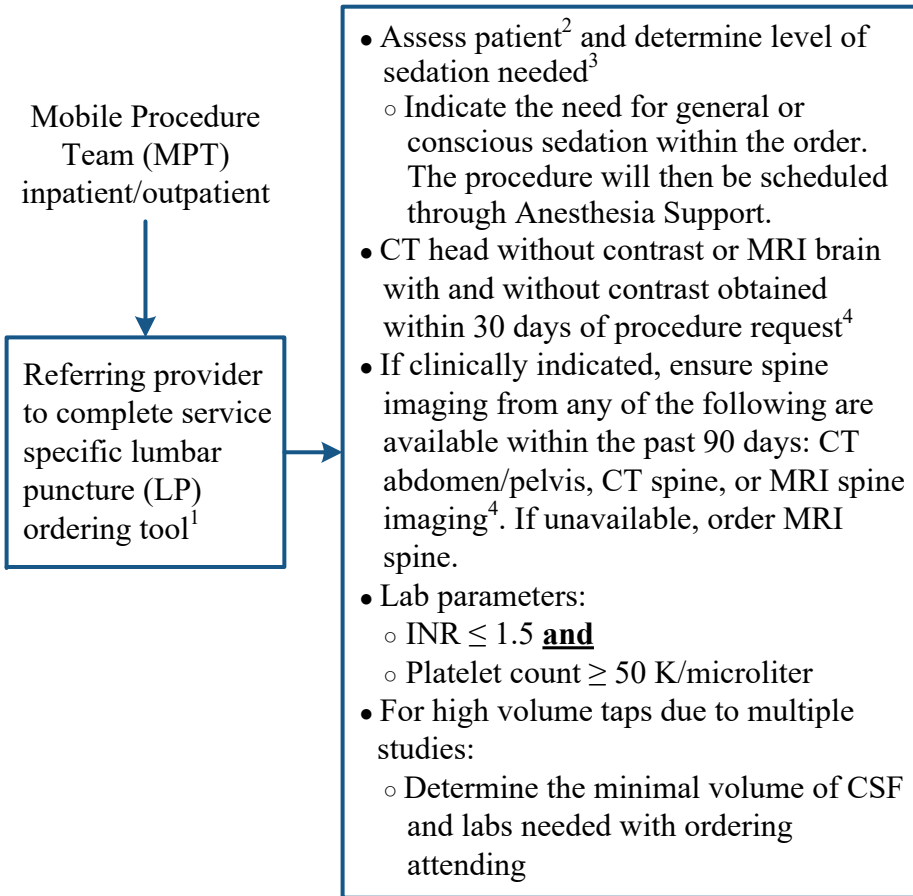 Mobile Procedure
Team (MPT)
inpatient/outpatient
Referring provider
to complete service
specific lumbar
puncture (LP)
ordering tool¹
• Assess patient² and determine level of
sedation needed³
○ Indicate the need for general or
conscious sedation within the order.
The procedure will then be scheduled
through Anesthesia Support.
• CT head without contrast or MRI brain
with and without contrast obtained
within 30 days of procedure request⁴
• If clinically indicated, ensure spine
imaging from any of the following are
available within the past 90 days: CT
abdomen/pelvis, CT spine, or MRI spine
imaging⁴. If unavailable, order MRI
spine.
• Lab parameters:
○ INR ≤ 1.5 and
○ Platelet count ≥ 50 K/microliter
• For high volume taps due to multiple
studies:
○ Determine the minimal volume of CSF
and labs needed with ordering
attending